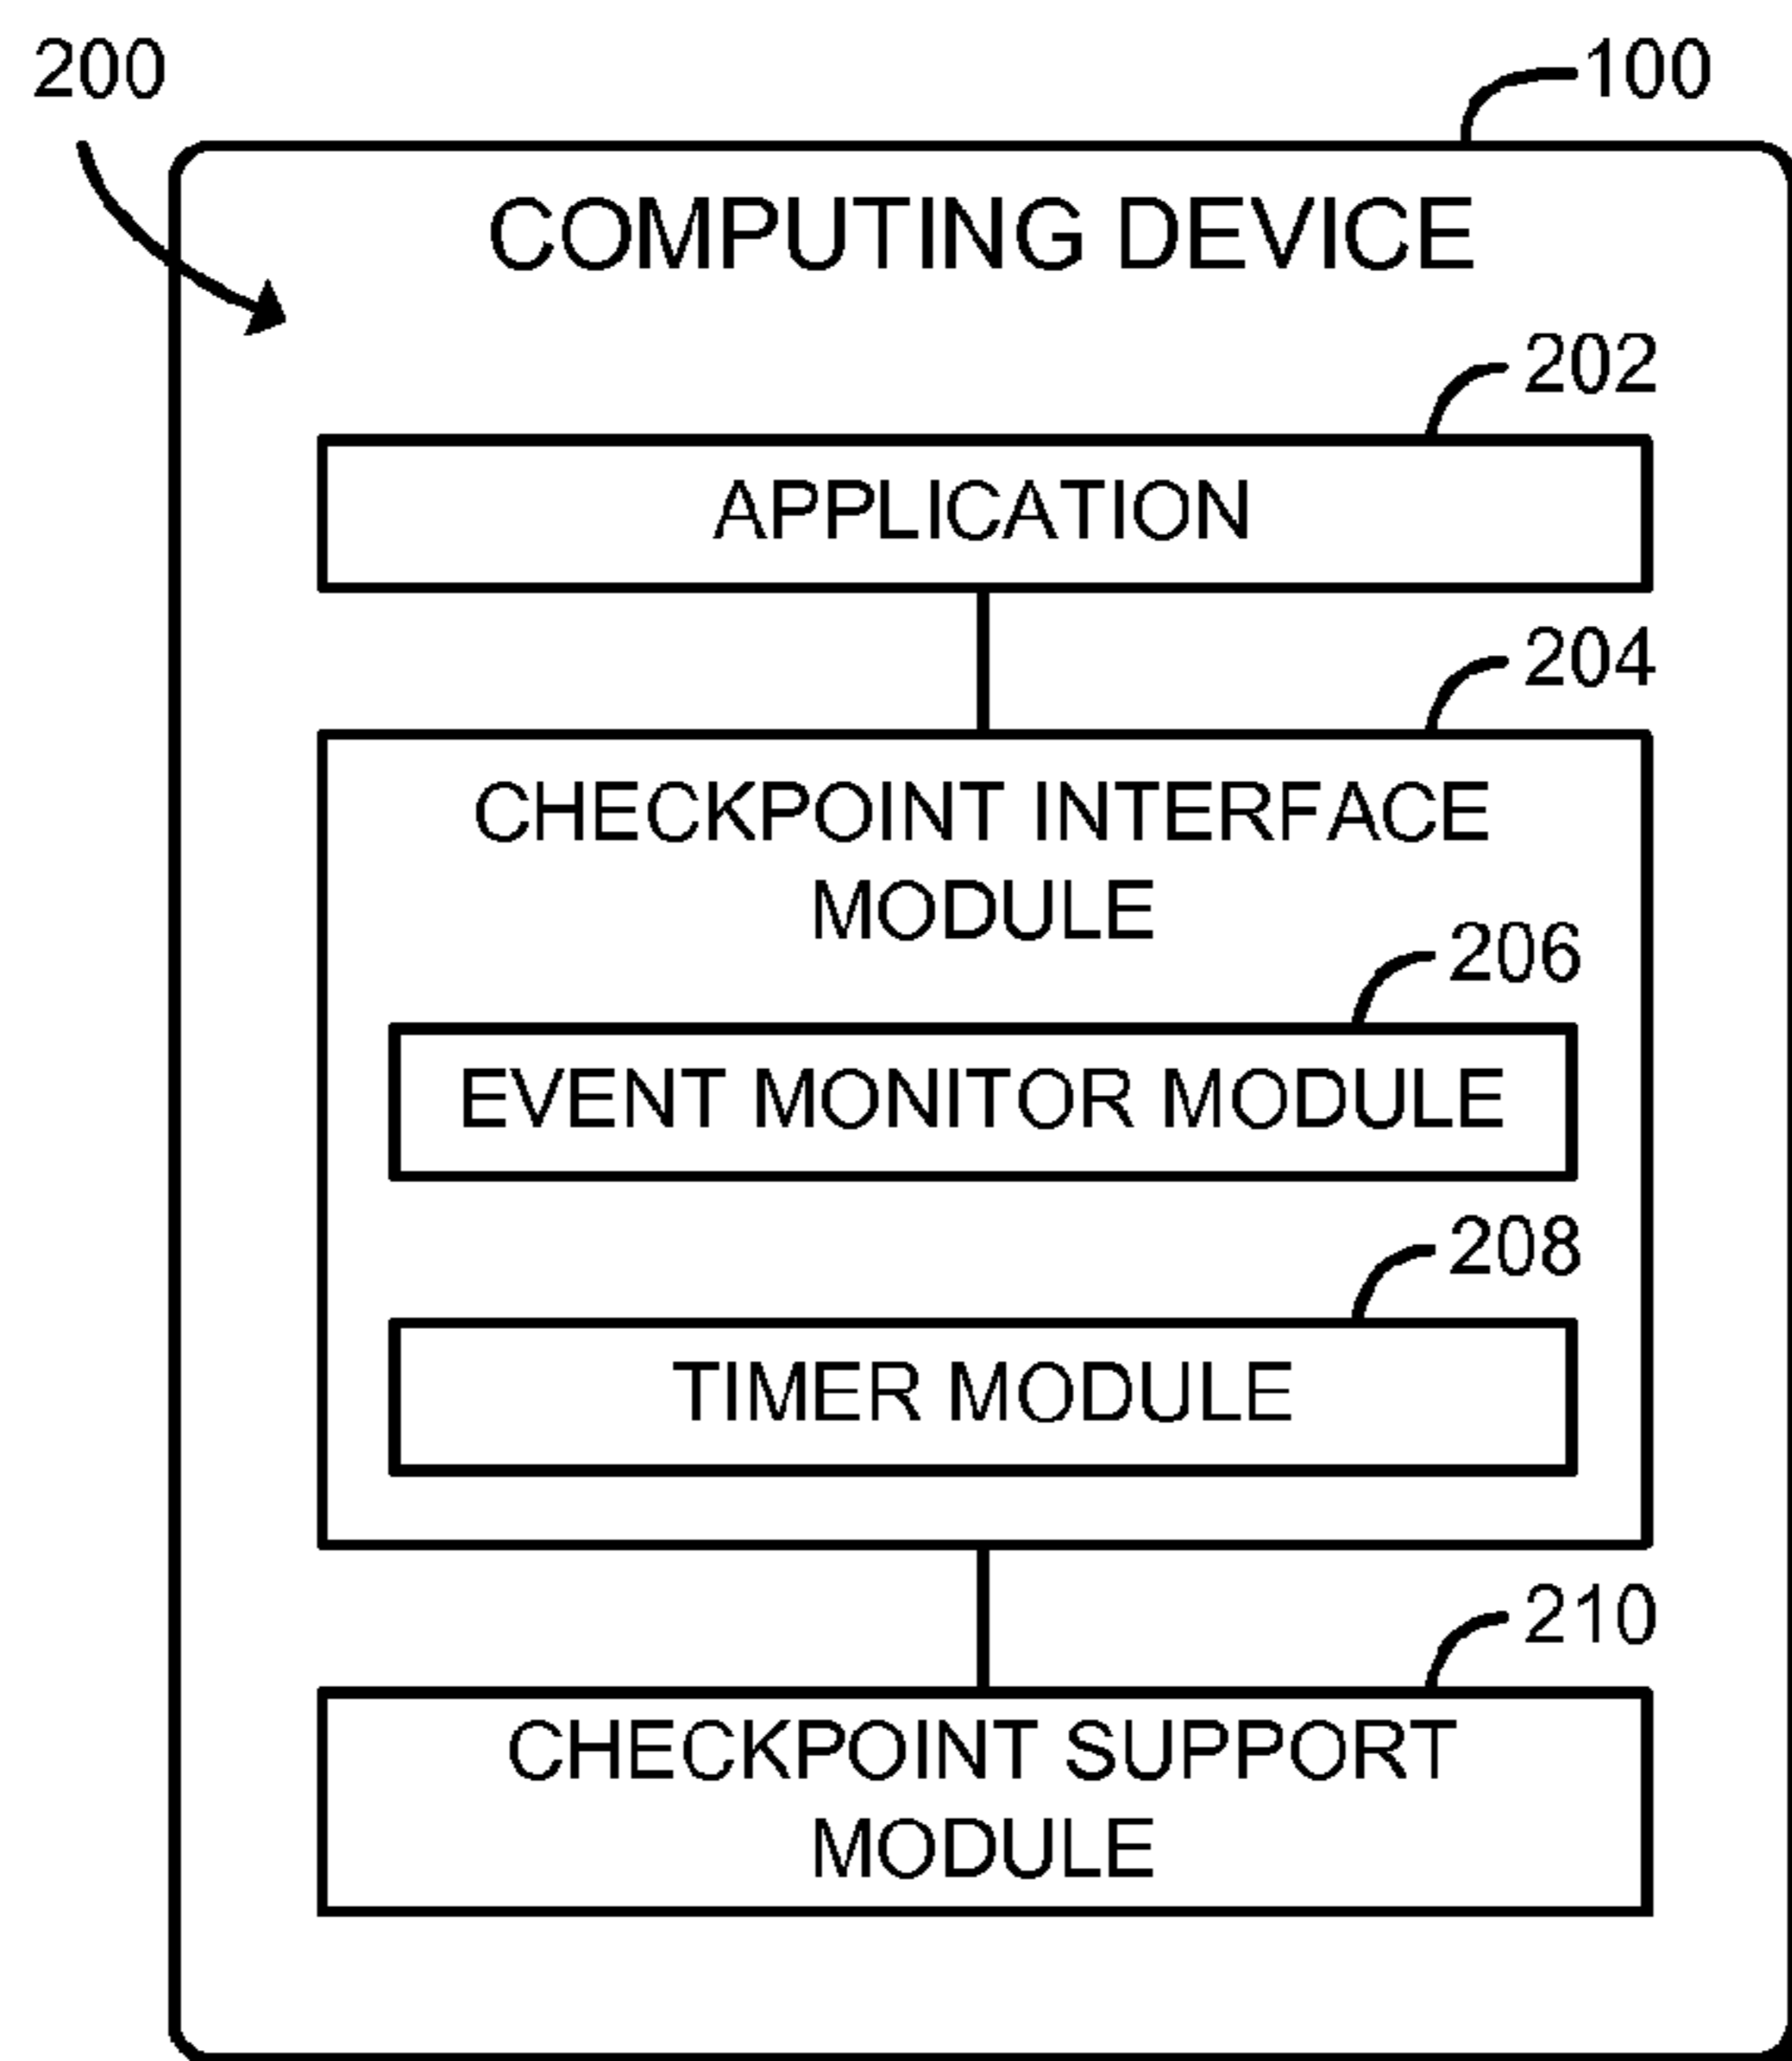 200
100
COMPUTING DEVICE
202
APPLICATION
204
CHECKPOINT INTERFACE
MODULE
206
EVENT MONITOR MODULE
208
TIMER MODULE
210
CHECKPOINT SUPPORT
MODULE